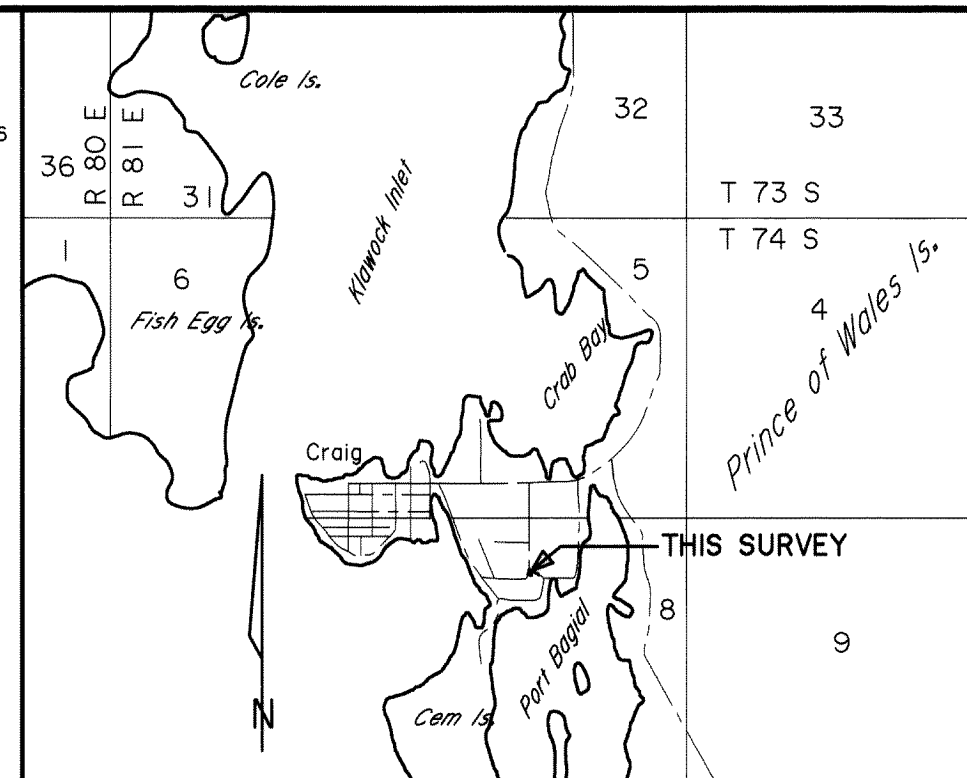 Cole Is.
32
33
6
36
R 80 E
R 81 E
31
T 73 S
T 74 S
Klawock Inlet
1
6
5
4
Fish Egg Is.
Prince of Wales Is.
Crab Bay
Craig
THIS SURVEY
8
9
Port Bagial
Cem Is.
N